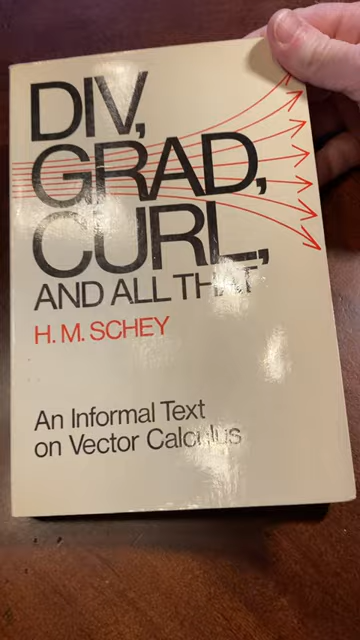 DIV,
GRAD,
CURL,
AND ALL THAT
H. M. SCHEY
An Informal Text
on Vector Calculus